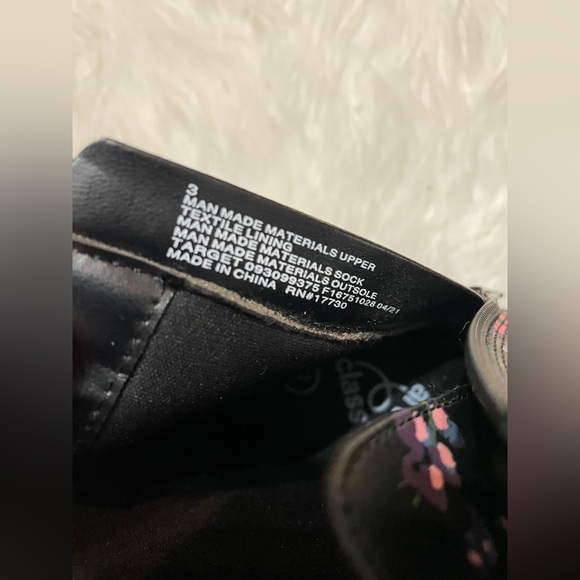 3
MAN MADE MATERIALS UPPER
TEXTILE LINING
MAN MADE MATERIALS SOCK
MAN MADE MATERIALS OUTSOLE
TARGET 093099375 F16751028 04/21
MADE IN CHINA RN#17730
class